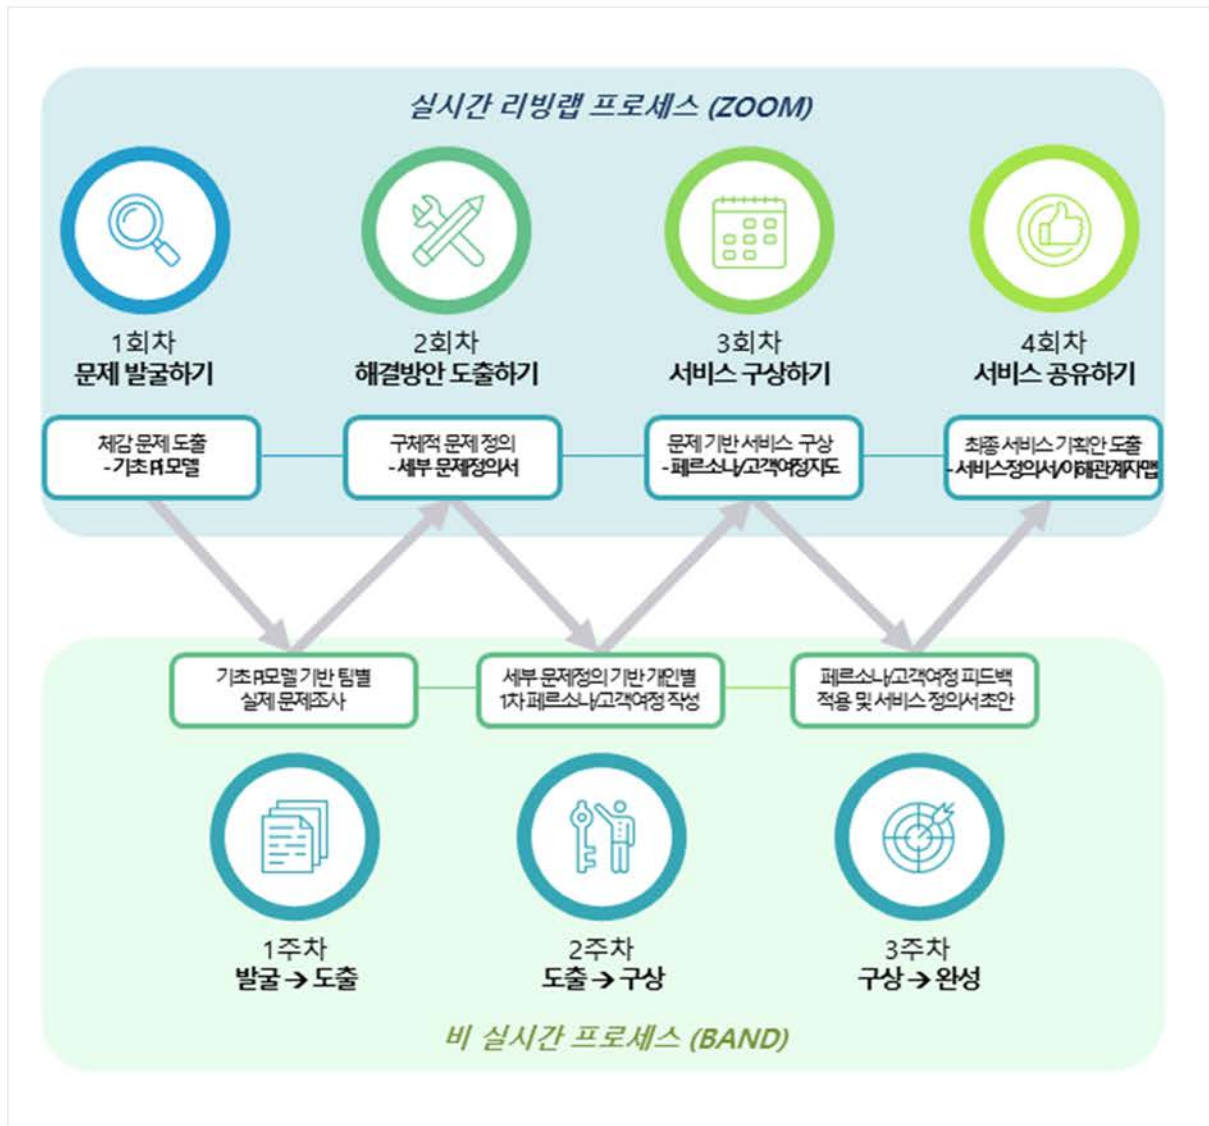 실시간 리빙랩 프로세스 (ZOOM)
1회차
문제 발굴하기
2회차
해결방안 도출하기
3회차
서비스 구상하기
4회차
서비스 공유하기
체감 문제 도출
- 기초 PI모델
구체적 문제 정의
- 세부 문제정의서
문제 기반 서비스 구상
- 페르소나/고객여정지도
최종 서비스 기획안 도출
- 서비스정의서/이해관계자맵
기초 PI모델 기반 팀별
실제 문제조사
세부 문제정의 기반 개인별
1차 페르소나/고객여정 작성
페르소나/고객여정 피드백
적용 및 서비스 정의서 초안
1주차
발굴 → 도출
2주차
도출 → 구상
3주차
구상 → 완성
비 실시간 프로세스 (BAND)